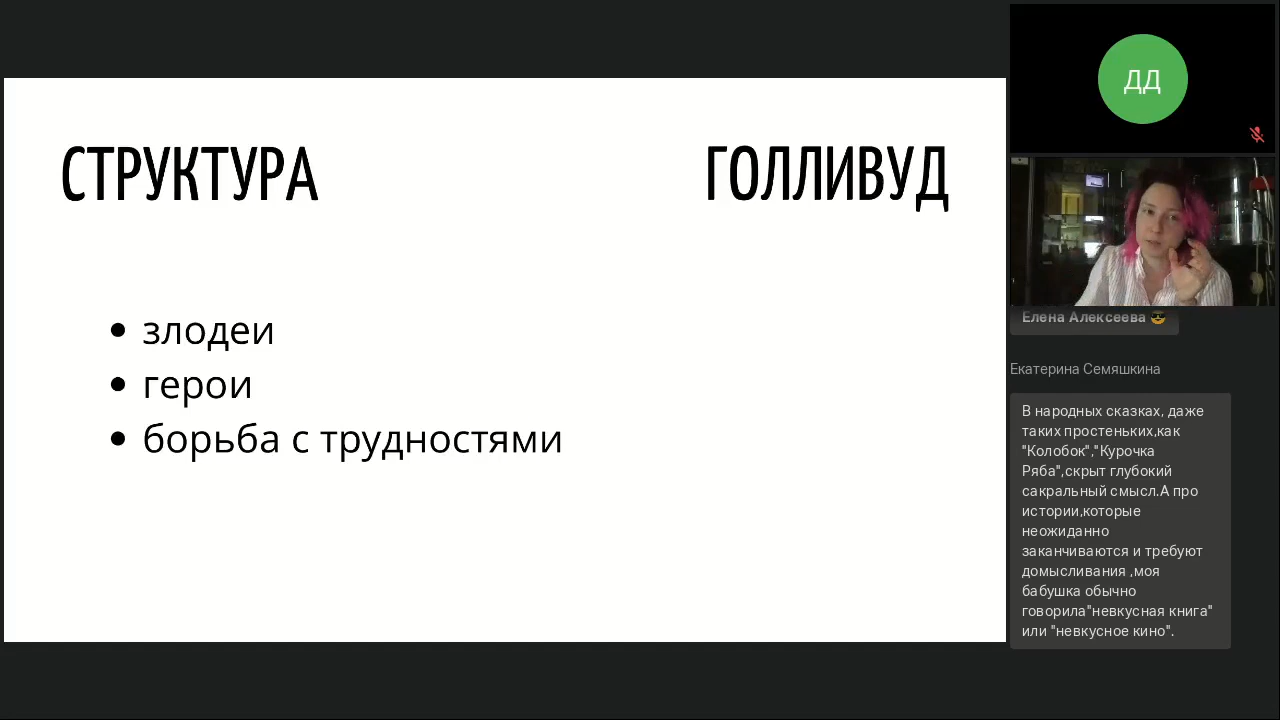 СТРУКТУРА
ГОЛЛИВУД
злодеи
герои
борьба с трудностями
ДД
Елена Алексеева 😎
Екатерина Семяшкина
В народных сказках, даже
таких простеньких,как
"Колобок","Курочка
Ряба",скрыт глубокий
сакральный смысл.А про
истории,которые
неожиданно
заканчиваются и требуют
домысливания ,моя
бабушка обычно
говорила"невкусная книга"
или "невкусное кино".